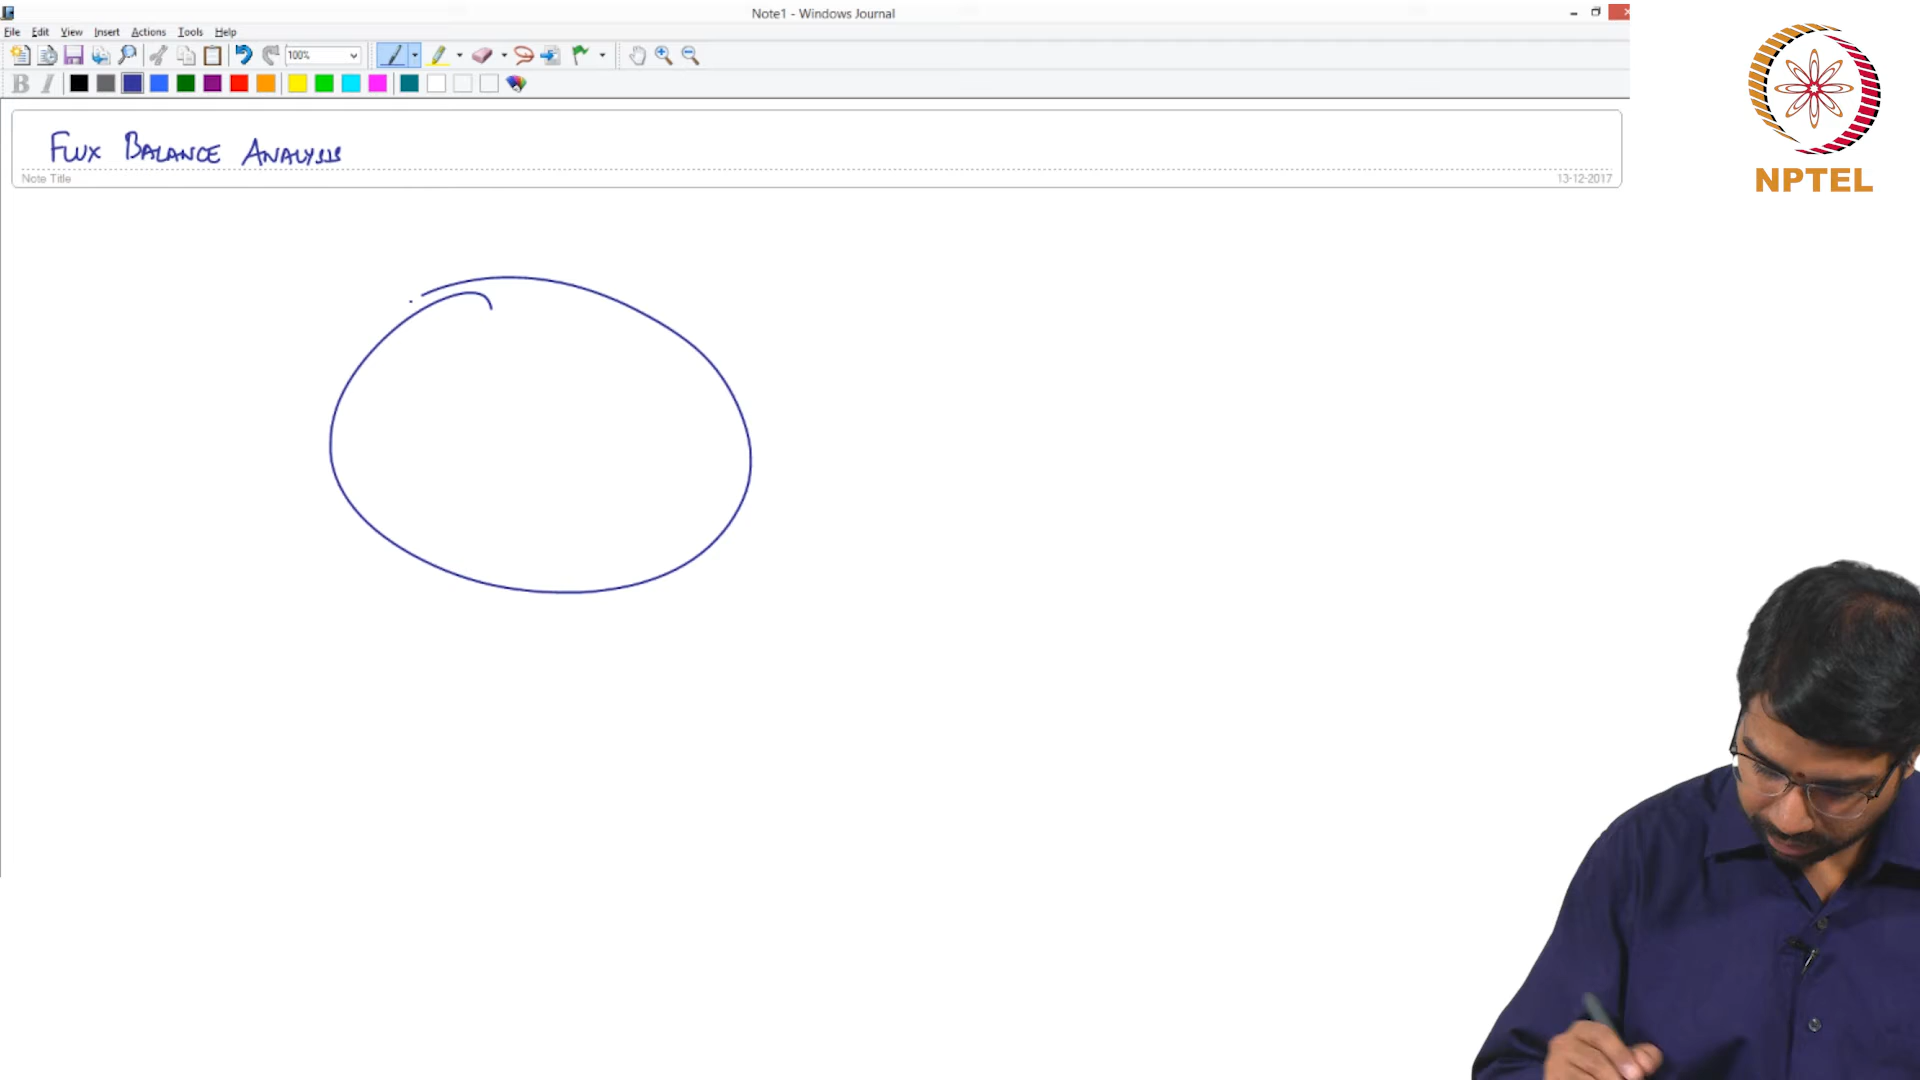 Note1 - Windows Journal
File Edit View Insert Actions Tools Help
100%
B I
FLUX BALANCE ANALYSIS
Note Title
13-12-2017
NPTEL